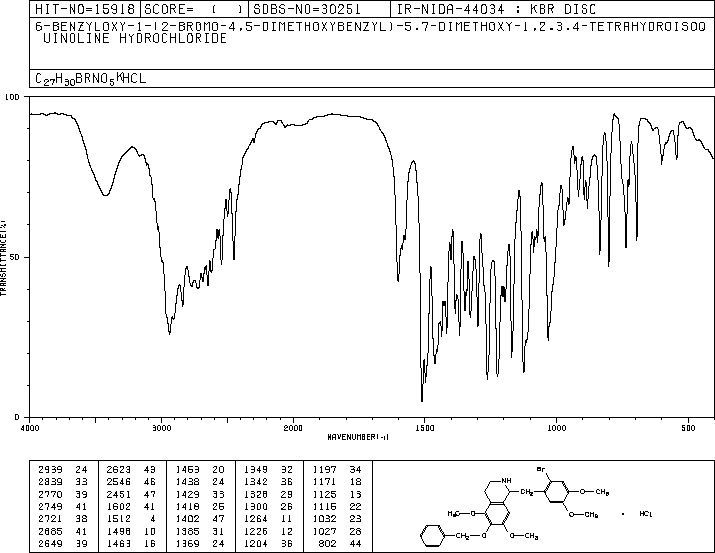 HIT-NO=15918 SCORE= ( ) SDBS-NO=30251 IR-NIDA-44034 : KBR DISC
6-BENZYLOXY-1-(2-BROMO-4,5-DIMETHOXYBENZYL)-5,7-DIMETHOXY-1,2,3,4-TETRAHYDROISOQ
UINOLINE HYDROCHLORIDE
C27H30BRNO5*HCL
100
50
0
TRANSMITTANCE(%)
4000 3000 2000 1500 1000 500
WAVENUMBER(-1)
2939 24 2623 43 1463 20 1349 32 1197 34
2839 33 2546 46 1438 24 1342 36 1171 18
2770 39 2451 47 1429 35 1328 29 1125 13
2749 41 1602 41 1418 25 1300 26 1116 22
2721 38 1512 4 1402 47 1264 11 1032 23
2685 41 1498 10 1385 31 1226 12 1027 28
2649 39 1463 16 1369 24 1204 36 802 44
Br
NH
CH2
O—CH3
CH3O
O—CH3
CH2—O
O—CH3
• HCl